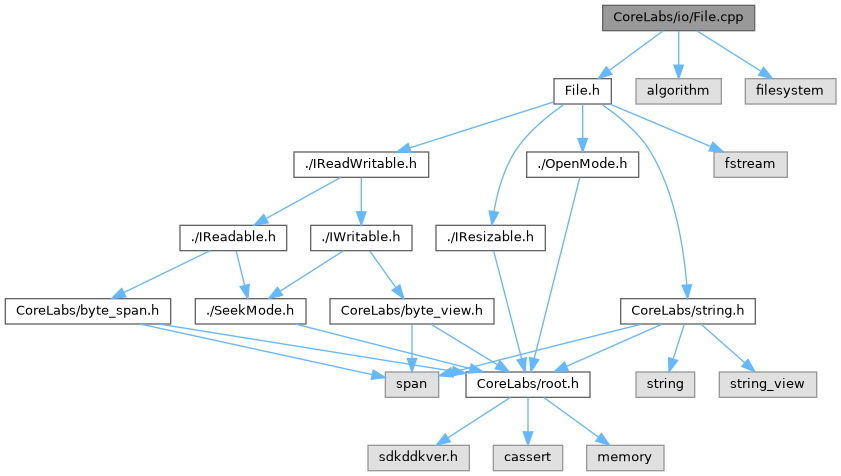 CoreLabs/io/File.cpp
File.h
algorithm
filesystem
./IReadWritable.h
./OpenMode.h
fstream
./IReadable.h
./IWritable.h
./IResizable.h
CoreLabs/byte_span.h
./SeekMode.h
CoreLabs/byte_view.h
CoreLabs/string.h
span
CoreLabs/root.h
string
string_view
sdkddkver.h
cassert
memory